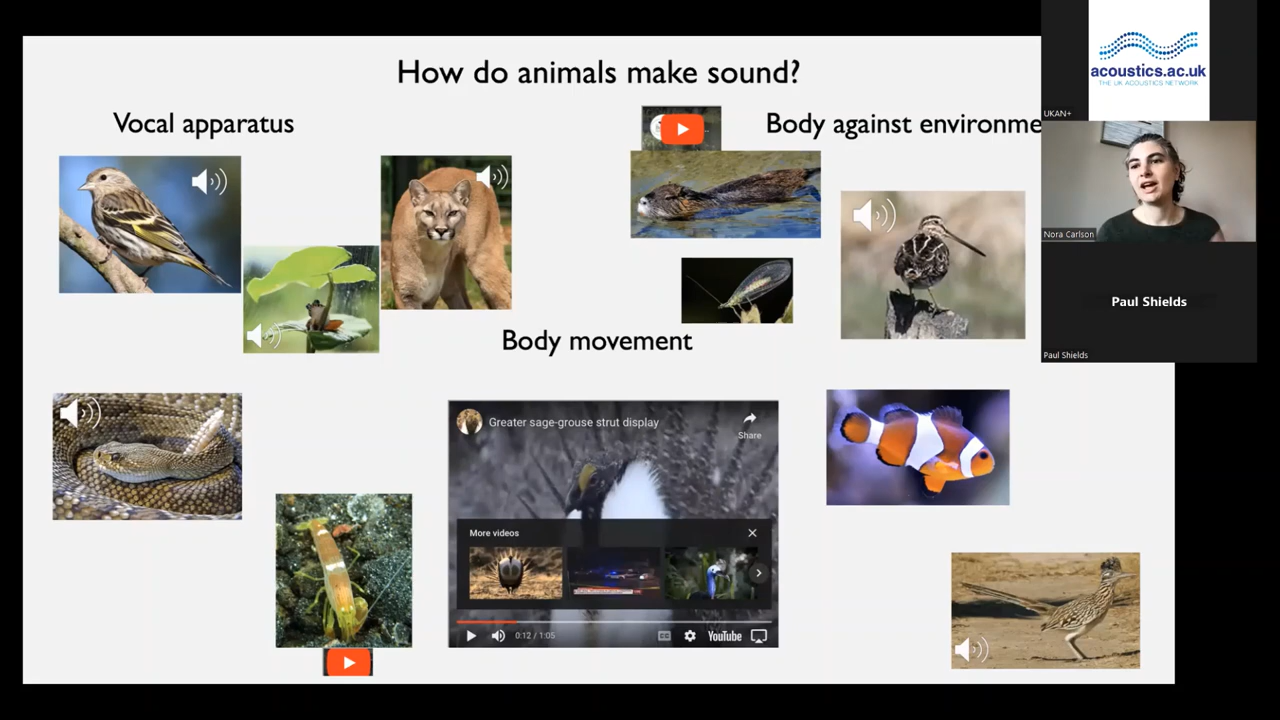 How do animals make sound?
Vocal apparatus
Body against environme
Body movement
Greater sage-grouse strut display
Share
More videos
0:12 / 1:05
CC
YouTube
acoustics.ac.uk
THE UK ACOUSTICS NETWORK
UKAN+
Nora Carlson
Paul Shields
Paul Shields